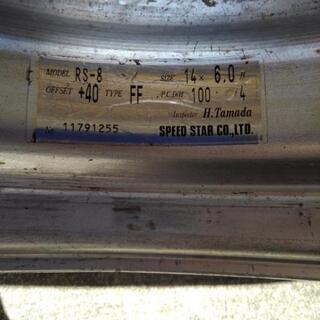 MODEL RS-8 SIZE 14× 6.0
OFFSET +40 TYPE FF P.C.D/H 100 / 4
Inspector H.Tamada
No 11791255 SPEED STAR CO., LTD.